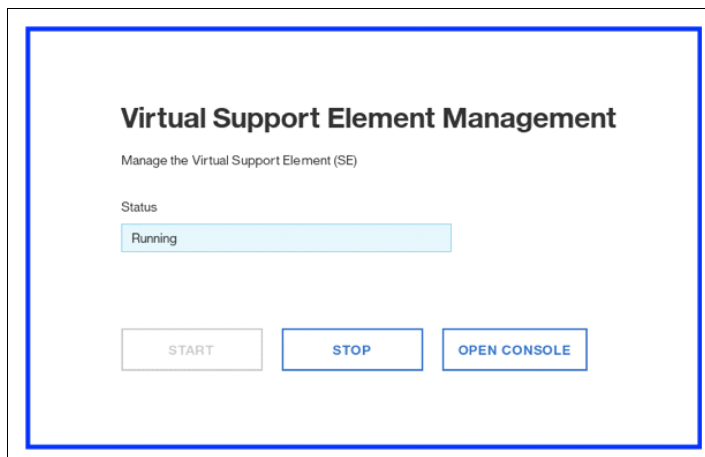 Virtual Support Element Management
Manage the Virtual Support Element (SE)
Status
Running
START
STOP
OPEN CONSOLE